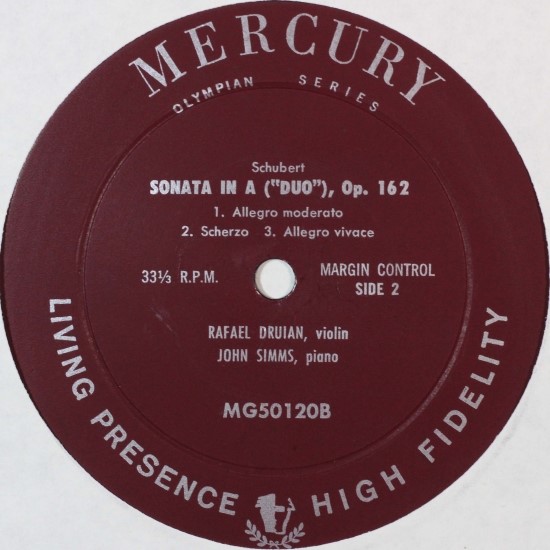 MERCURY
OLYMPIAN SERIES
Schubert
SONATA IN A ("DUO"), Op. 162
1. Allegro moderato
2. Scherzo 3. Allegro vivace
33⅓ R.P.M.
MARGIN CONTROL
SIDE 2
RAFAEL DRUIAN, violin
JOHN SIMMS, piano
MG50120B
LIVING PRESENCE HIGH FIDELITY